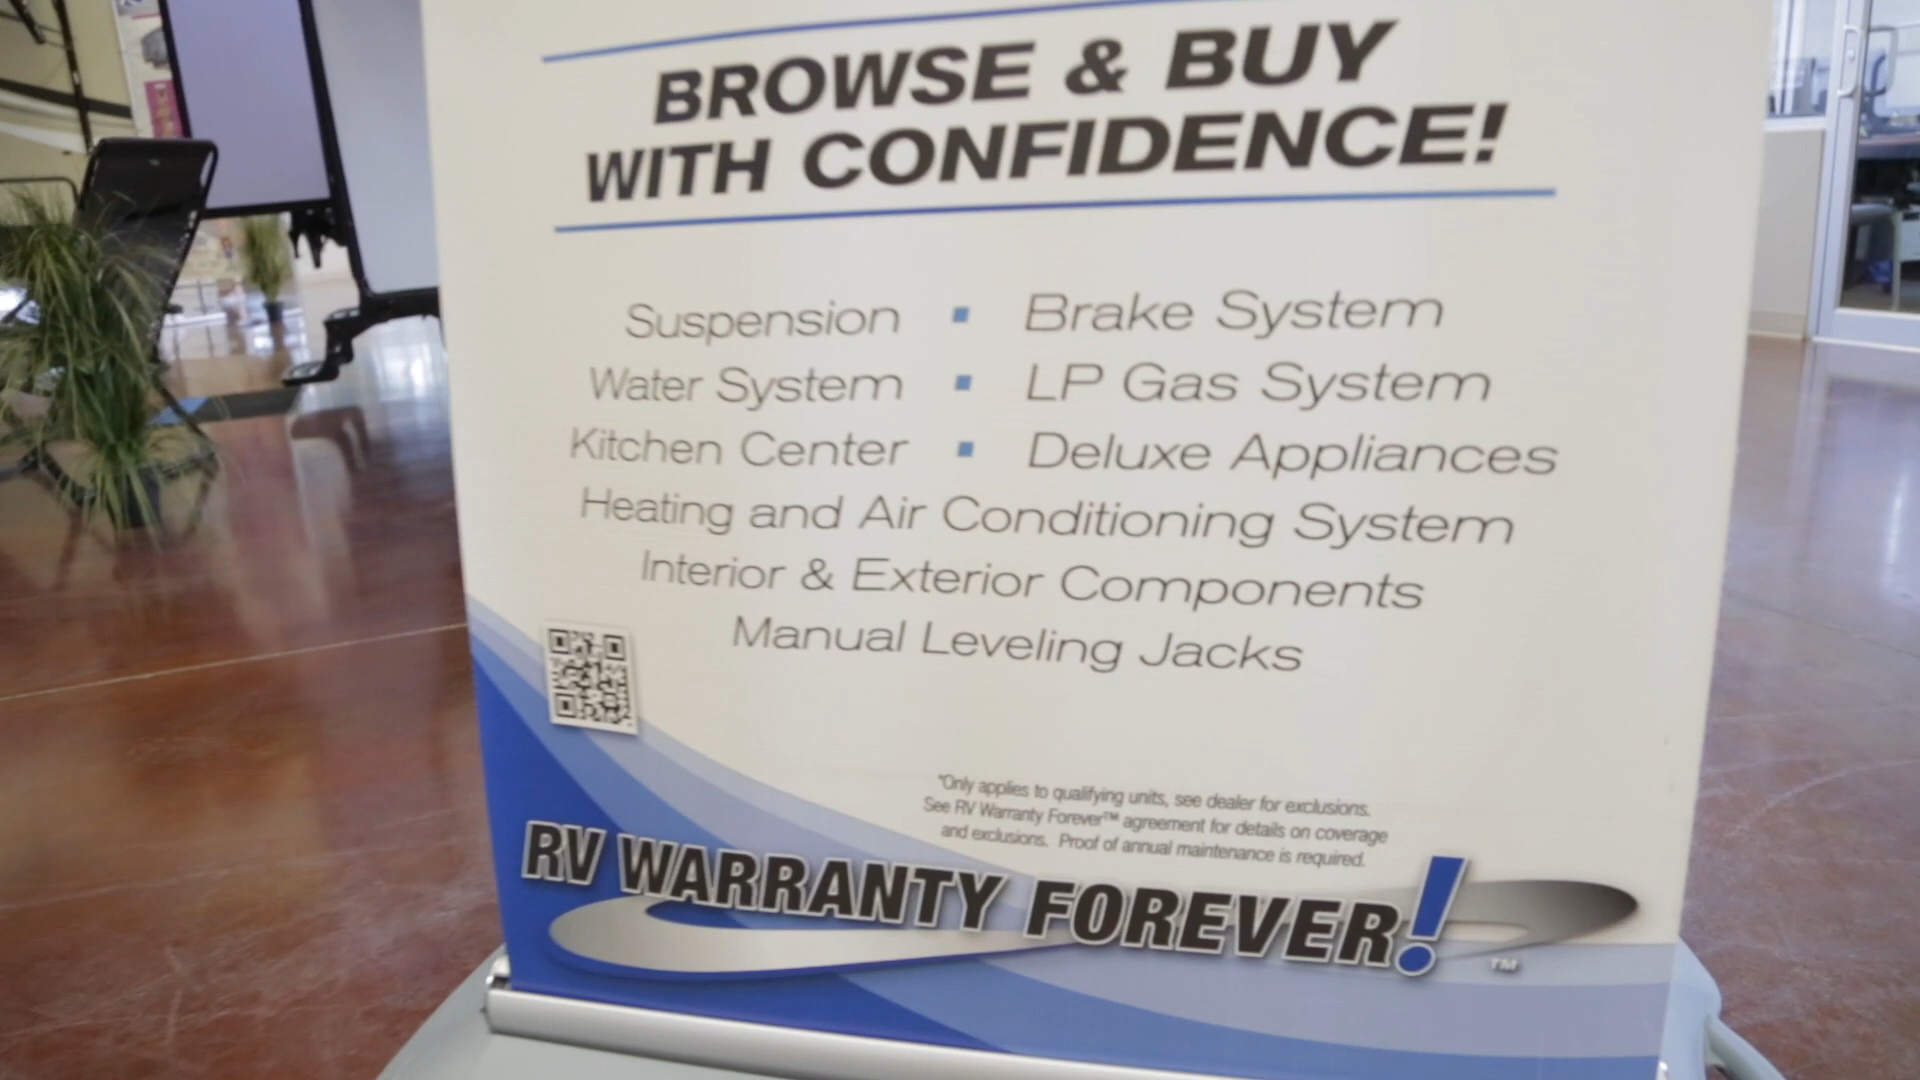 BROWSE & BUY
WITH CONFIDENCE!
Suspension ▪ Brake System
Water System ▪ LP Gas System
Kitchen Center ▪ Deluxe Appliances
Heating and Air Conditioning System
Interior & Exterior Components
Manual Leveling Jacks
*Only applies to qualifying units, see dealer for exclusions.
See RV Warranty Forever™ agreement for details on coverage
and exclusions. Proof of annual maintenance is required.
RV WARRANTY FOREVER! ™